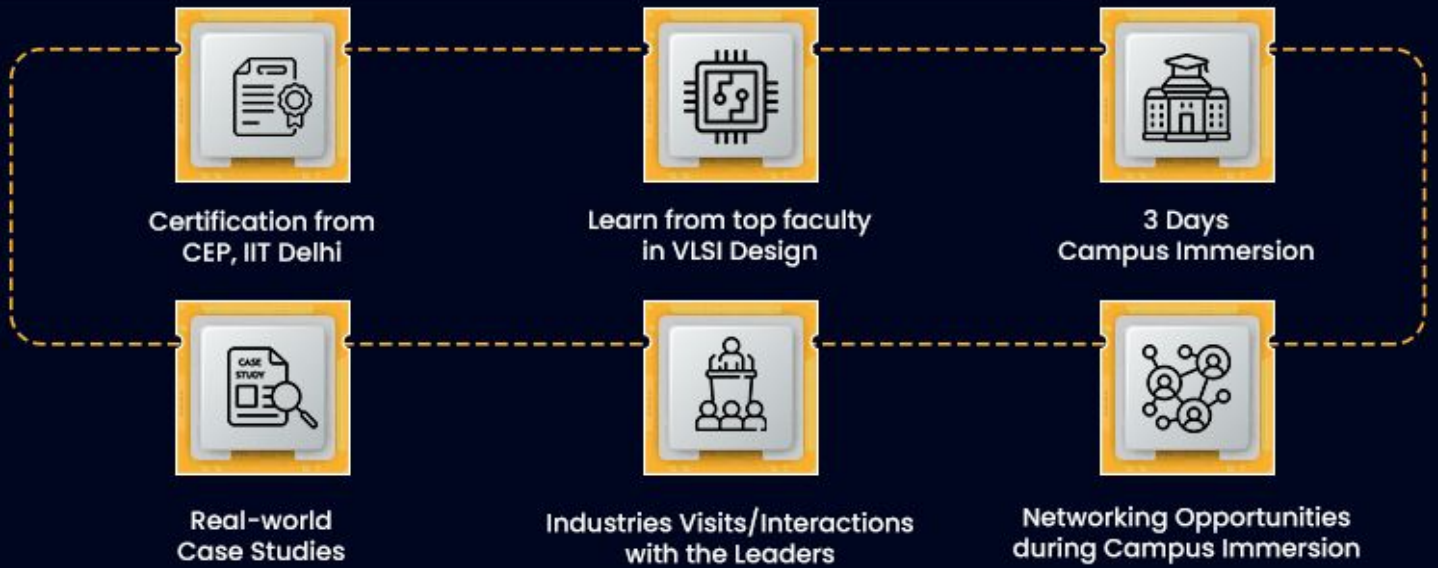 Certification from
CEP, IIT Delhi
Learn from top faculty
in VLSI Design
3 Days
Campus Immersion
CASE
STUDY
Real-world
Case Studies
Industries Visits/Interactions
with the Leaders
Networking Opportunities
during Campus Immersion